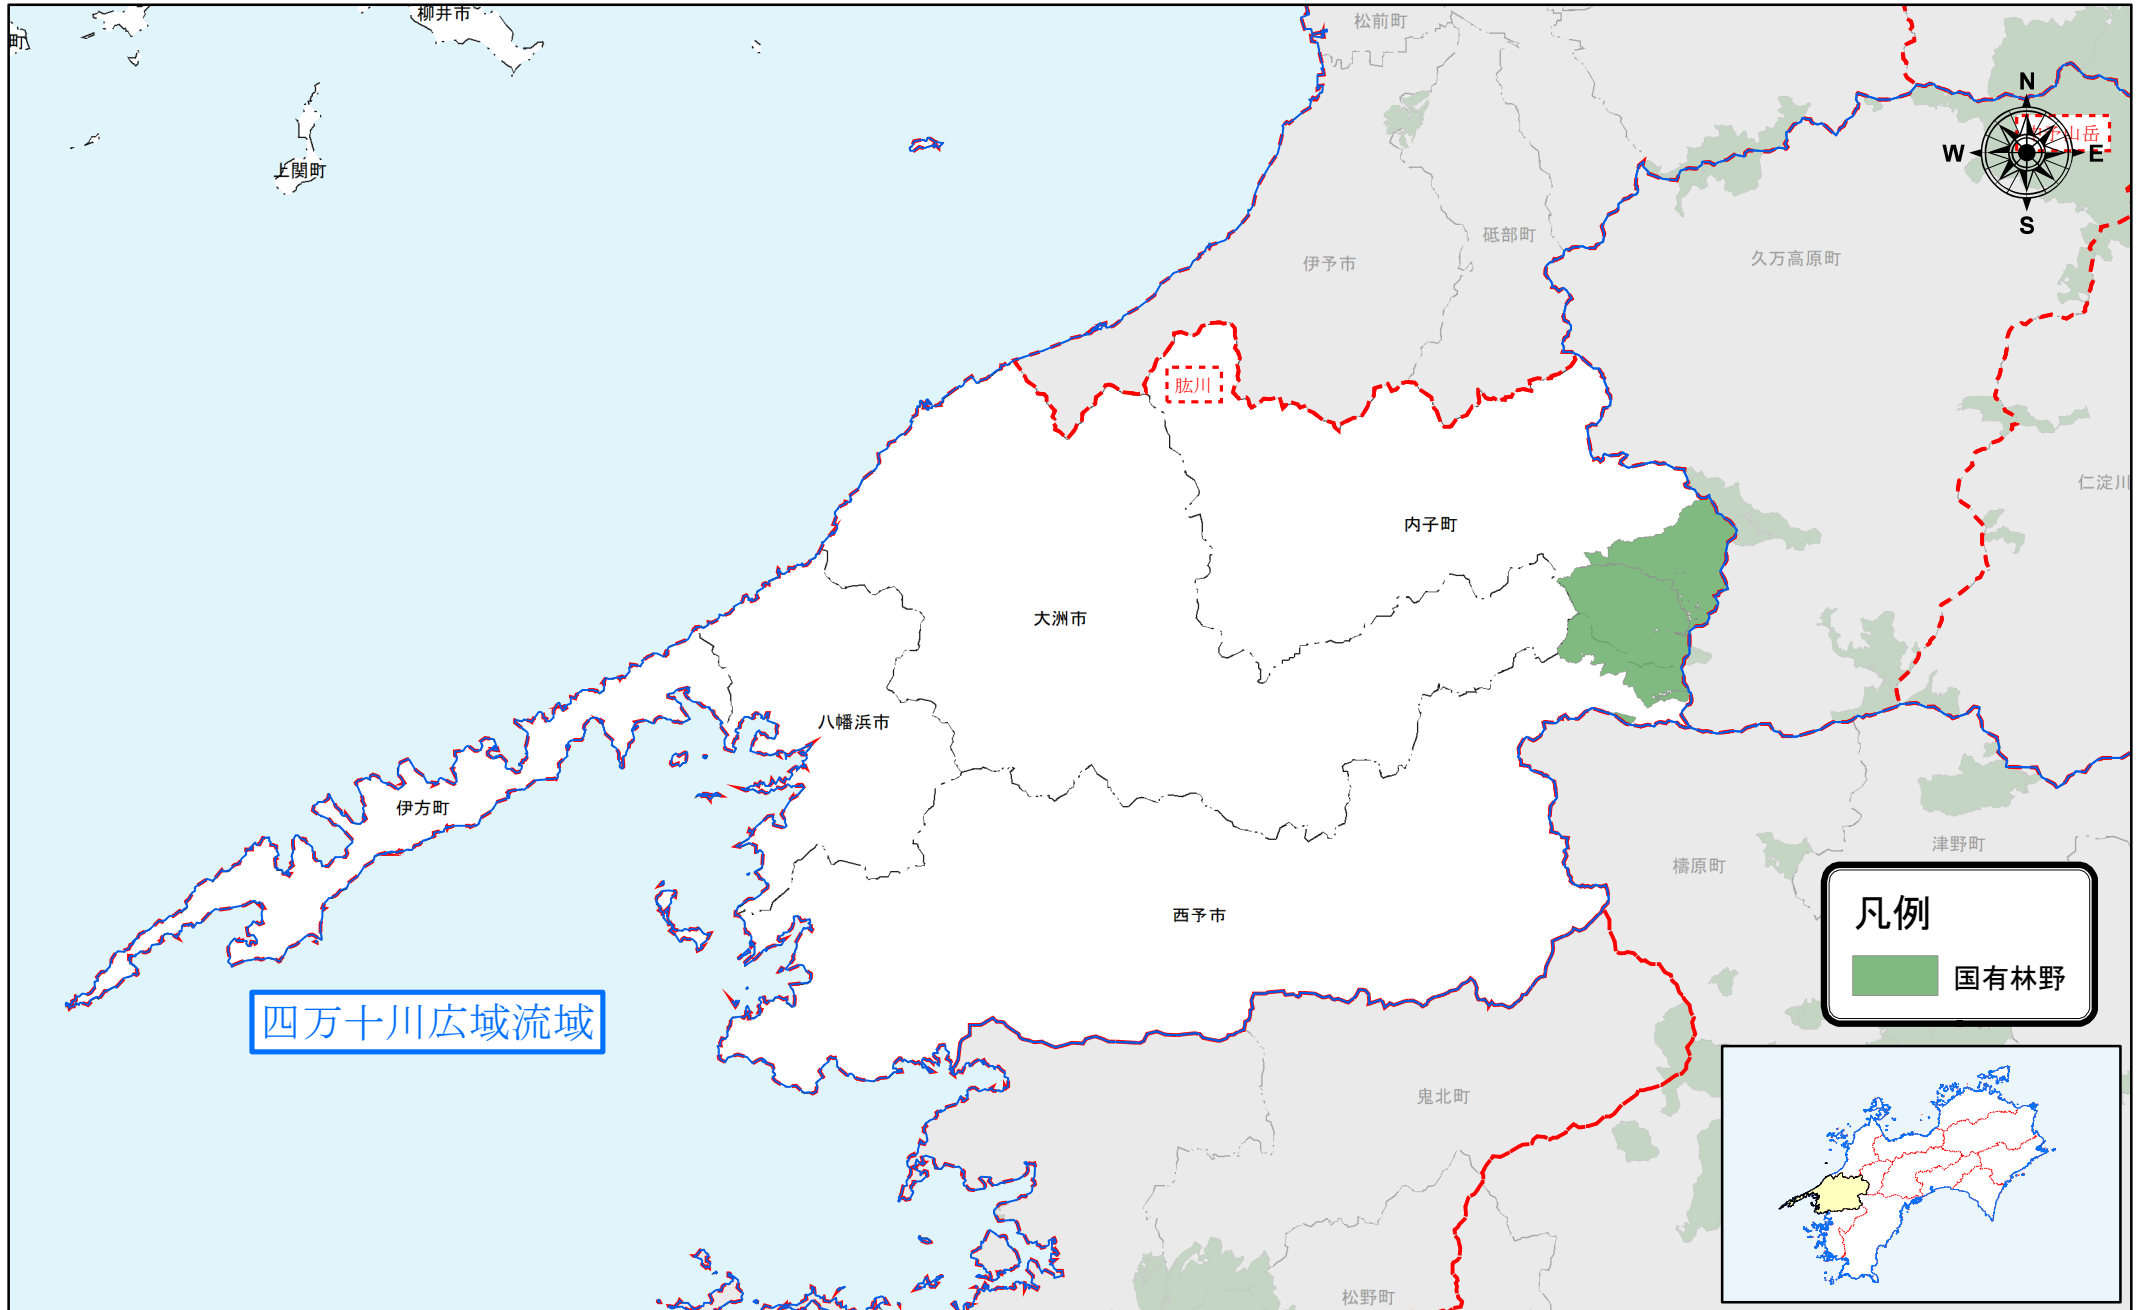 柳井市
町
松前町
N
山岳
W
E
S
上関町
砥部町
伊予市
久万高原町
肱川
仁淀川
内子町
大洲市
八幡浜市
伊方町
津野町
檮原町
凡例
西予市
国有林野
四万十川広域流域
鬼北町
松野町